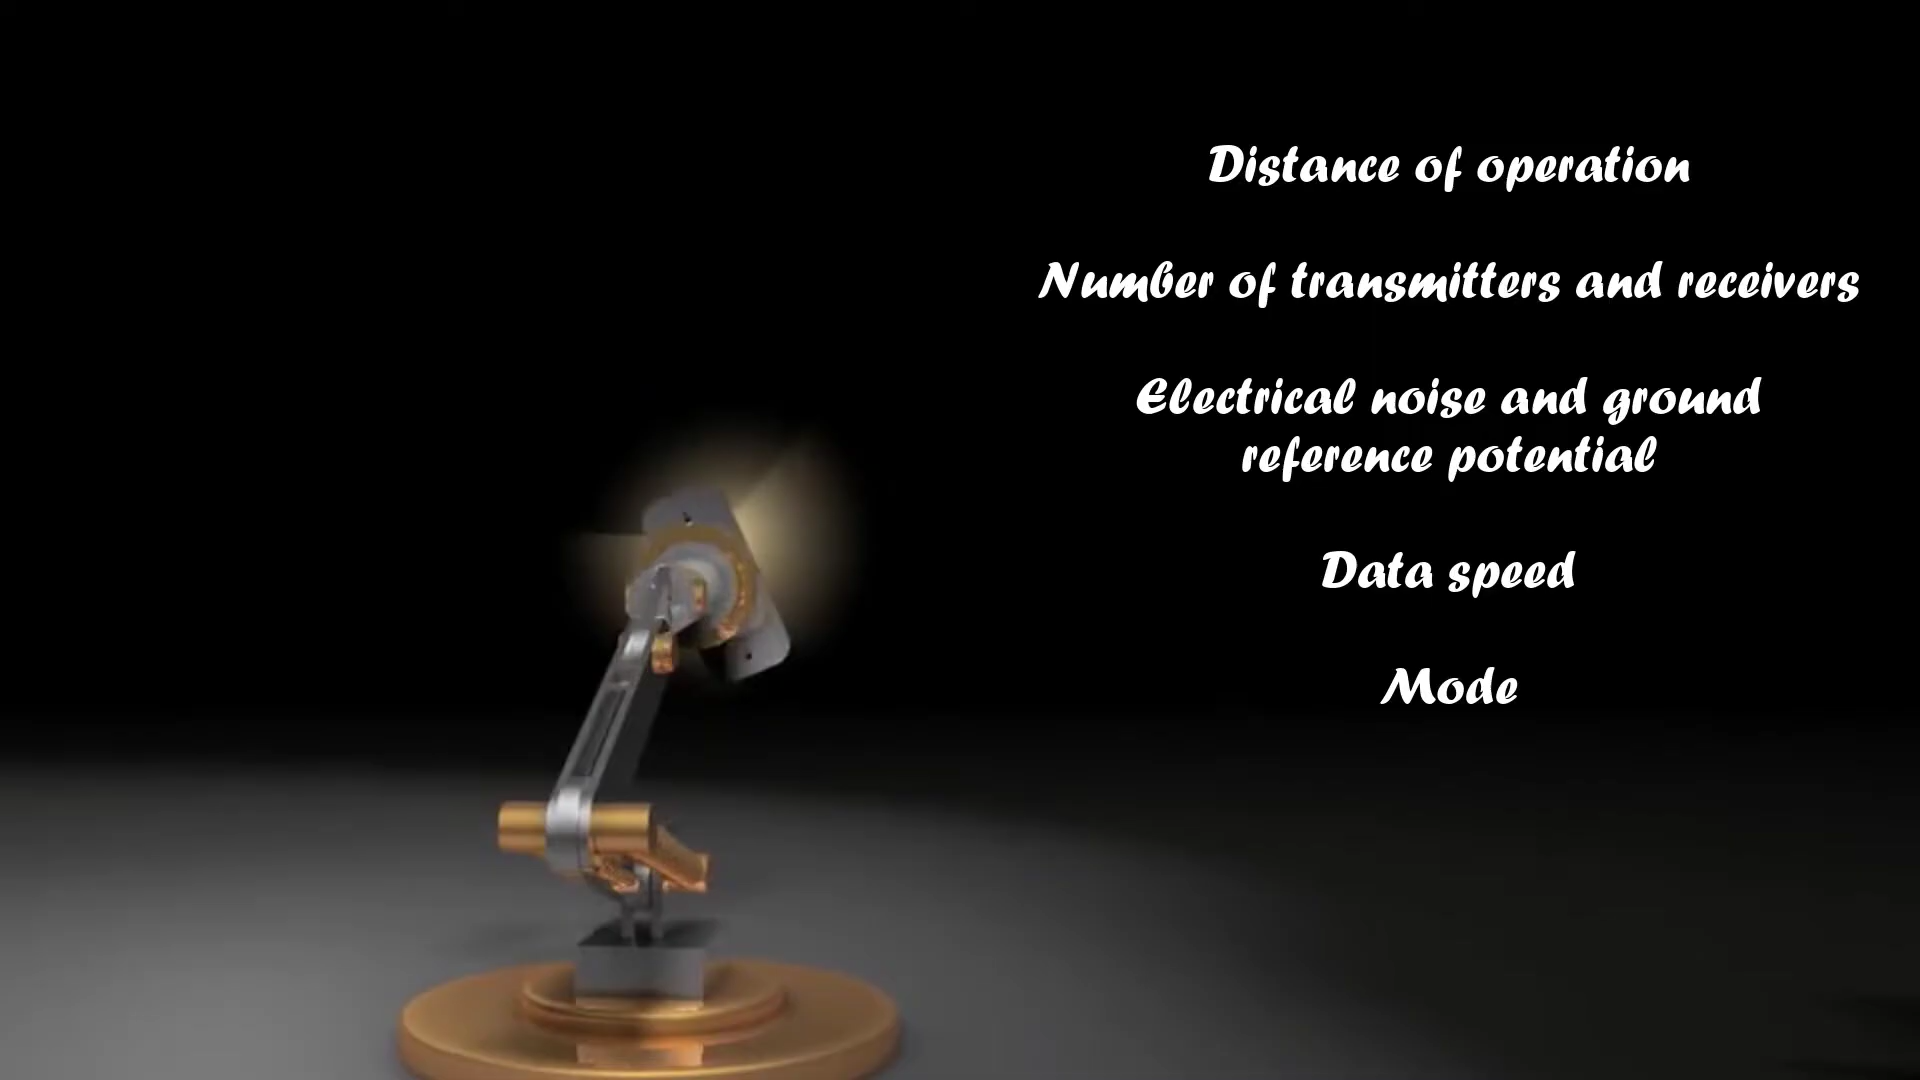 Distance of operation
Number of transmitters and receivers
Electrical noise and ground
reference potential
Data speed
Mode